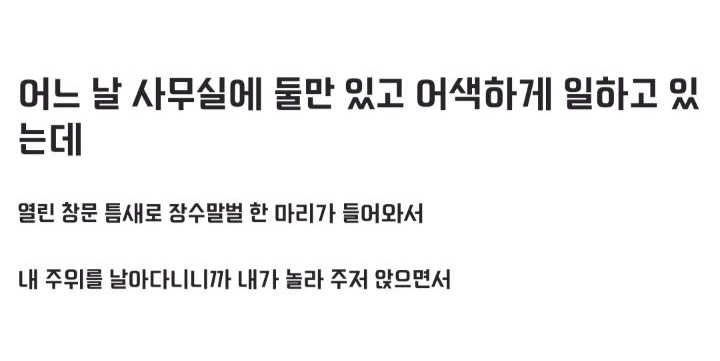 어느 날 사무실에 둘만 있고 어색하게 일하고 있
는데
열린 창문 틈새로 장수말벌 한 마리가 들어와서
내 주위를 날아다니니까 내가 놀라 주저 앉으면서